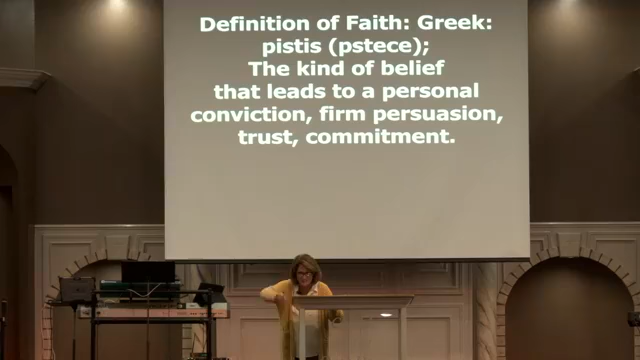 Definition of Faith: Greek:
pistis (pstece);
The kind of belief
that leads to a personal
conviction, firm persuasion,
trust, commitment.